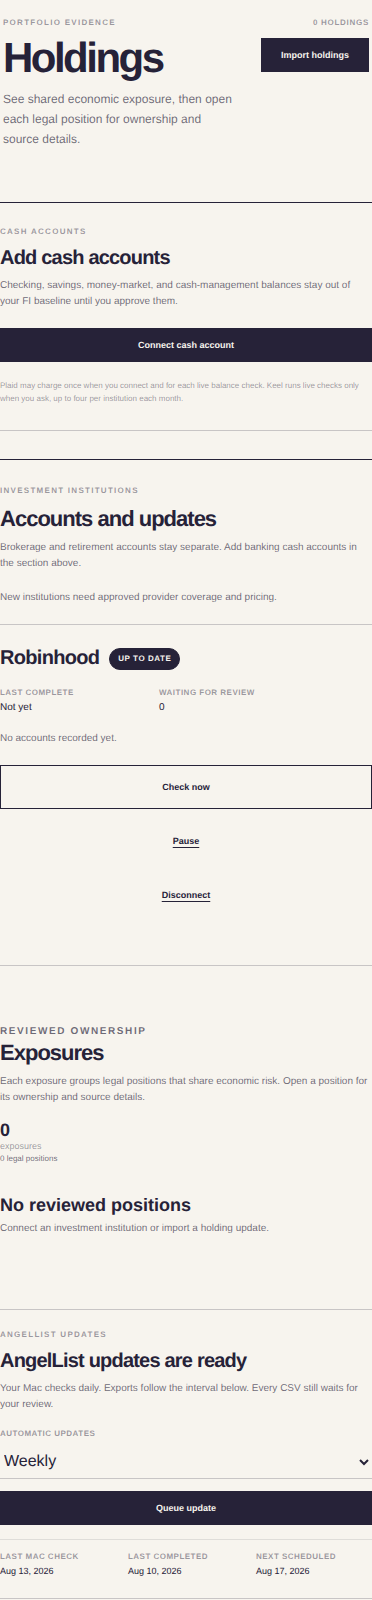 PORTFOLIO EVIDENCE
0 HOLDINGS
Holdings
Import holdings
See shared economic exposure, then open
each legal position for ownership and
source details.
CASH ACCOUNTS
Add cash accounts
Checking, savings, money-market, and cash-management balances stay out of
your FI baseline until you approve them.
Connect cash account
Plaid may charge once when you connect and for each live balance check. Keel runs live checks only
when you ask, up to four per institution each month.
INVESTMENT INSTITUTIONS
Accounts and updates
Brokerage and retirement accounts stay separate. Add banking cash accounts in
the section above.
New institutions need approved provider coverage and pricing.
Robinhood
UP TO DATE
LAST COMPLETE
WAITING FOR REVIEW
Not yet
0
No accounts recorded yet.
Check now
Pause
Disconnect
REVIEWED OWNERSHIP
Exposures
Each exposure groups legal positions that share economic risk. Open a position for
its ownership and source details.
0
exposures
0 legal positions
No reviewed positions
Connect an investment institution or import a holding update.
ANGELLIST UPDATES
AngelList updates are ready
Your Mac checks daily. Exports follow the interval below. Every CSV still waits for
your review.
AUTOMATIC UPDATES
Weekly
Queue update
LAST MAC CHECK
LAST COMPLETED
NEXT SCHEDULED
Aug 13, 2026
Aug 10, 2026
Aug 17, 2026